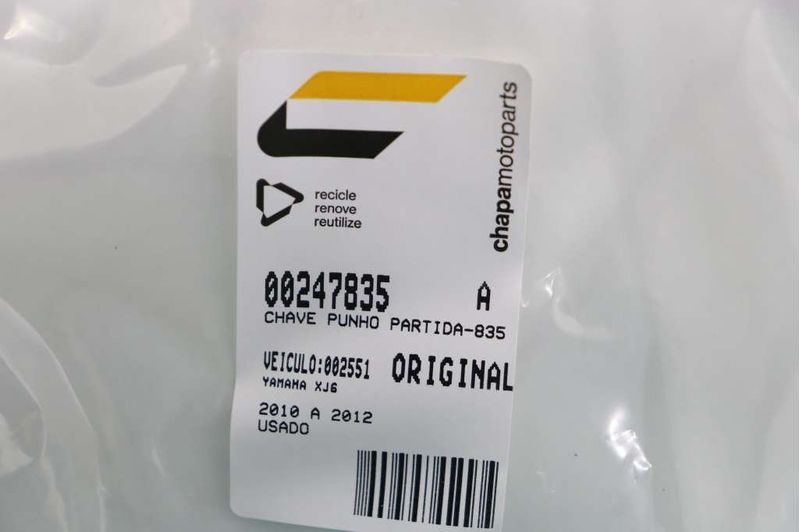 chapamotoparts
recicle
renove
reutilize
00247835 A
CHAVE PUNHO PARTIDA-835
VEICULO:002551 ORIGINAL
YAMAHA XJ6
2010 A 2012
USADO